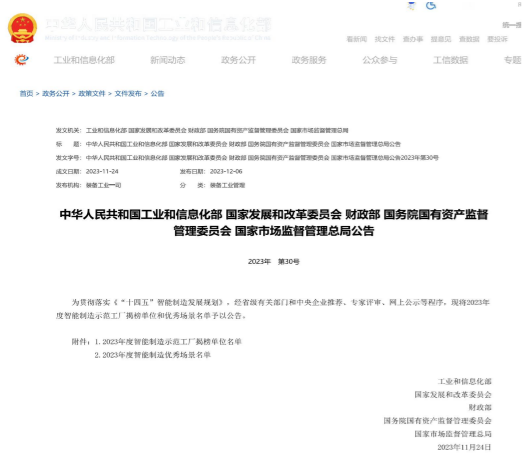 中华人民共和国工业和信息化部
统一登
看新闻 找文件 查办事 提意见 查数据 要投诉
工业和信息化部 新闻动态 政务公开 政务服务 公众参与 工信数据 专题
首页 > 政务公开 > 政策文件 > 文件发布 > 公告
发文机关： 工业和信息化部 国家发展和改革委员会 财政部 国务院国有资产监督管理委员会 国家市场监督管理总局
标 题： 中华人民共和国工业和信息化部 国家发展和改革委员会 财政部 国务院国有资产监督管理委员会 国家市场监督管理总局公告
发文字号： 中华人民共和国工业和信息化部 国家发展和改革委员会 财政部 国务院国有资产监督管理委员会 国家市场监督管理总局公告2023年第30号
成文日期： 2023-11-24 发布日期： 2023-12-06
发布机构： 装备工业一司 分 类： 装备工业管理
中华人民共和国工业和信息化部 国家发展和改革委员会 财政部 国务院国有资产监督
管理委员会 国家市场监督管理总局公告
2023年 第30号
为贯彻落实《“十四五”智能制造发展规划》，经省级有关部门和中央企业推荐、专家评审、网上公示等程序，现将2023年
度智能制造示范工厂揭榜单位和优秀场景名单予以公告。
附件：1.2023年度智能制造示范工厂揭榜单位名单
2.2023年度智能制造优秀场景名单
工业和信息化部
国家发展和改革委员会
财政部
国务院国有资产监督管理委员会
国家市场监督管理总局
2023年11月24日